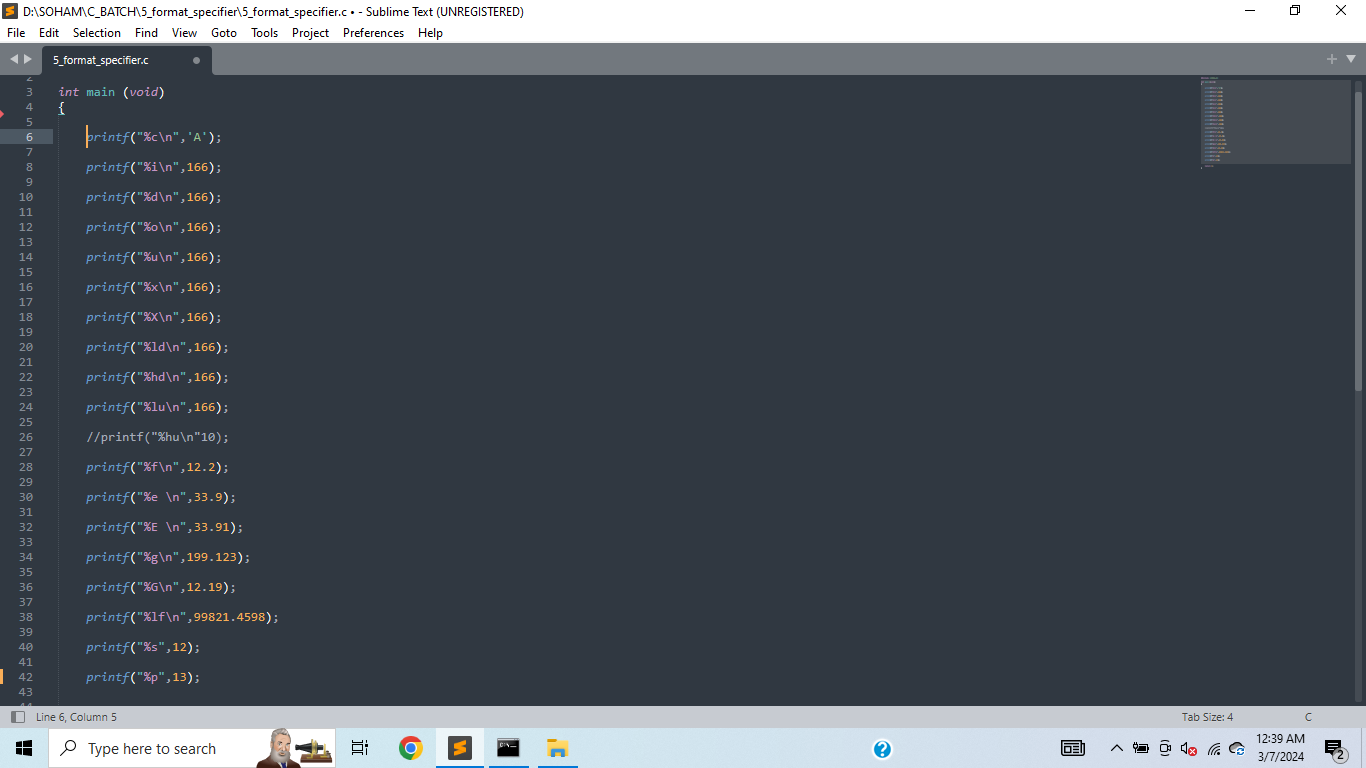 D:\SOHAM\C_BATCH\5_format_specifier\5_format_specifier.c • - Sublime Text (UNREGISTERED)
File Edit Selection Find View Goto Tools Project Preferences Help
5_format_specifier.c
2
3 int main (void)
4 {
5
6 printf("%c\n",'A');
7
8 printf("%i\n",166);
9
10 printf("%d\n",166);
11
12 printf("%o\n",166);
13
14 printf("%u\n",166);
15
16 printf("%x\n",166);
17
18 printf("%X\n",166);
19
20 printf("%ld\n",166);
21
22 printf("%hd\n",166);
23
24 printf("%lu\n",166);
25
26 //printf("%hu\n"10);
27
28 printf("%f\n",12.2);
29
30 printf("%e \n",33.9);
31
32 printf("%E \n",33.91);
33
34 printf("%g\n",199.123);
35
36 printf("%G\n",12.19);
37
38 printf("%lf\n",99821.4598);
39
40 printf("%s",12);
41
42 printf("%p",13);
43
Line 6, Column 5
Tab Size: 4
C
Type here to search
12:39 AM
3/7/2024
2